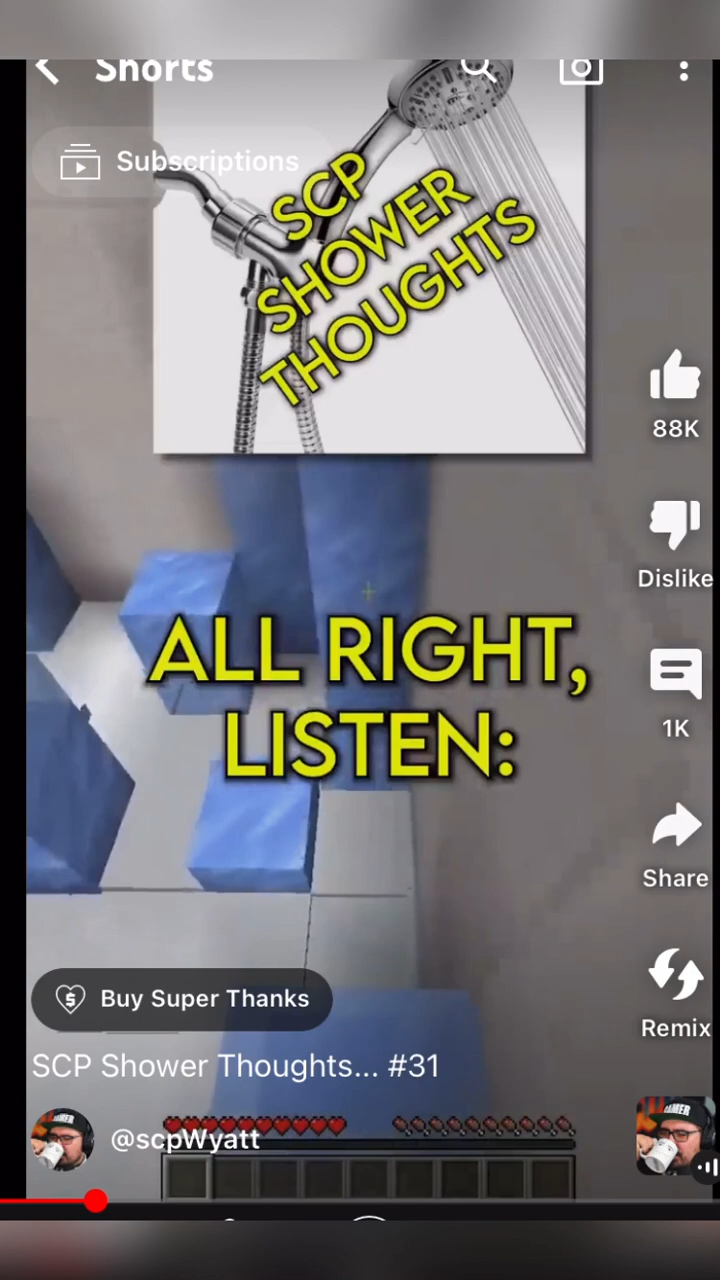 Shorts
Subscriptions
SCP
SHOWER
THOUGHTS
88K
Dislike
ALL RIGHT,
LISTEN:
1K
Share
Buy Super Thanks
Remix
SCP Shower Thoughts... #31
@scpWyatt
GAMER